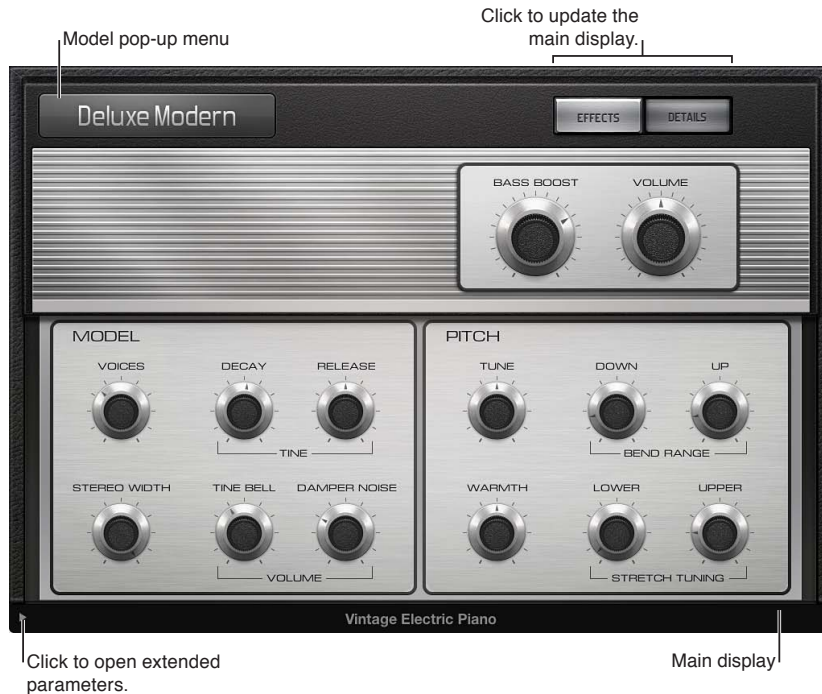 Click to update the
main display.
Model pop-up menu
Deluxe Modern
EFFECTS
DETAILS
BASS BOOST
VOLUME
MODEL
VOICES
DECAY
RELEASE
TINE
STEREO WIDTH
TINE BELL
DAMPER NOISE
VOLUME
PITCH
TUNE
DOWN
UP
BEND RANGE
WARMTH
LOWER
UPPER
STRETCH TUNING
Vintage Electric Piano
Click to open extended
parameters.
Main display